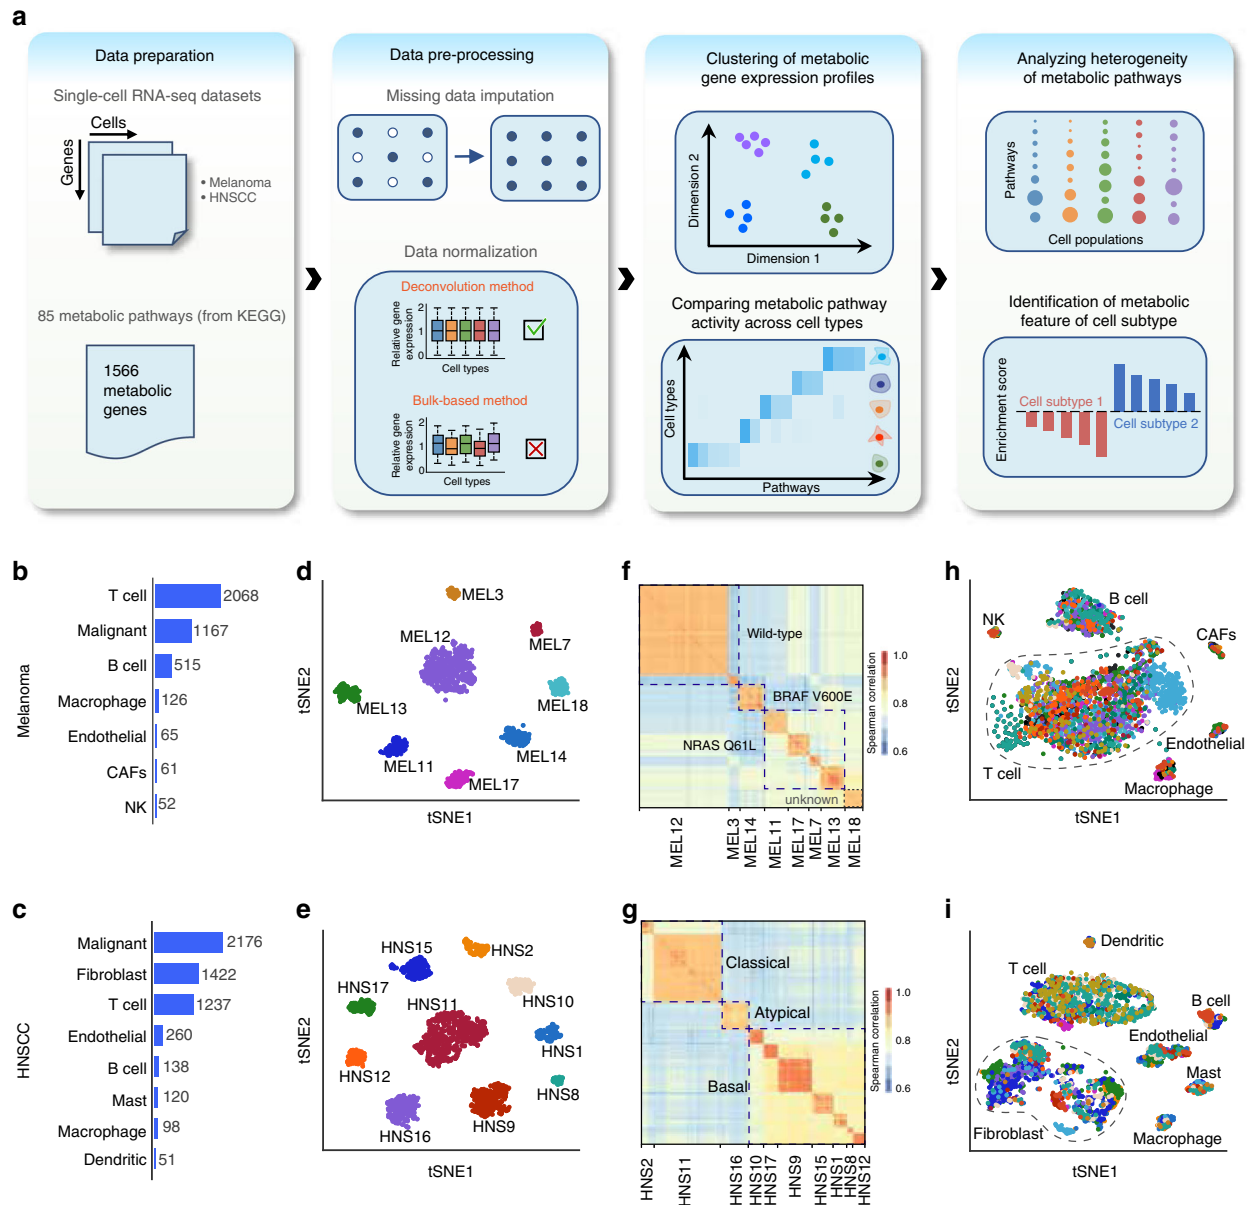 a
Data preparation
Single-cell RNA-seq datasets
Cells
Genes
• Melanoma
• HNSCC
85 metabolic pathways (from KEGG)
1566
metabolic
genes
Data pre-processing
Missing data imputation
Data normalization
Deconvolution method
Relative gene
expression
2
1
0
Cell types
Bulk-based method
Relative gene
expression
2
1
0
Cell types
Clustering of metabolic
gene expression profiles
Dimension 2
Dimension 1
Comparing metabolic pathway
activity across cell types
Cell types
Pathways
Analyzing heterogeneity
of metabolic pathways
Pathways
Cell populations
Identification of metabolic
feature of cell subtype
Enrichment score
Cell subtype 1
Cell subtype 2
b
Melanoma
T cell 2068
Malignant 1167
B cell 515
Macrophage 126
Endothelial 65
CAFs 61
NK 52
c
HNSCC
Malignant 2176
Fibroblast 1422
T cell 1237
Endothelial 260
B cell 138
Mast 120
Macrophage 98
Dendritic 51
d
tSNE2
MEL3
MEL12
MEL7
MEL13
MEL18
MEL11
MEL14
MEL17
tSNE1
e
tSNE2
HNS15
HNS2
HNS17
HNS11
HNS10
HNS12
HNS1
HNS8
HNS16
HNS9
tSNE1
f
Wild-type
BRAF V600E
NRAS Q61L
unknown
Spearman correlation
1.0
0.8
0.6
MEL12
MEL3
MEL14
MEL11
MEL17
MEL7
MEL13
MEL18
g
Classical
Atypical
Basal
Spearman correlation
1.0
0.8
0.6
HNS2
HNS11
HNS16
HNS10
HNS17
HNS9
HNS15
HNS1
HNS8
HNS12
h
tSNE2
B cell
NK
CAFs
Endothelial
T cell
Macrophage
tSNE1
i
tSNE2
Dendritic
T cell
B cell
Endothelial
Mast
Fibroblast
Macrophage
tSNE1